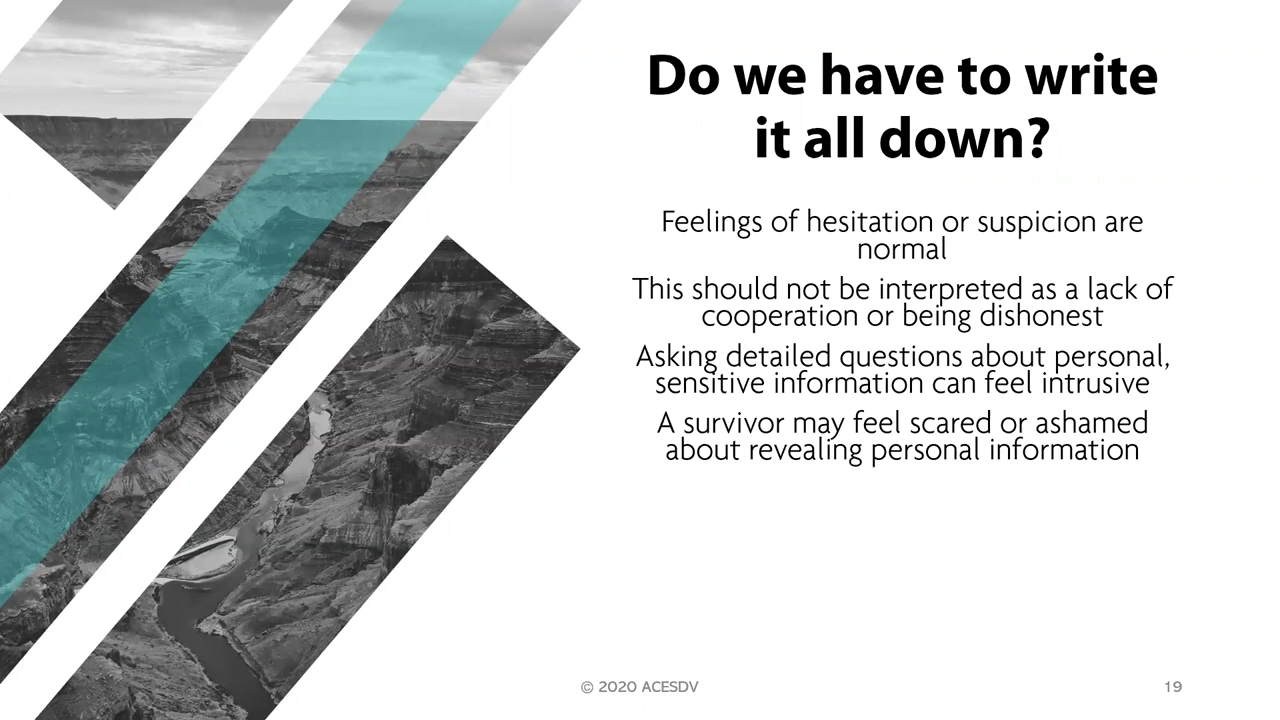 Do we have to write
it all down?
Feelings of hesitation or suspicion are
normal
This should not be interpreted as a lack of
cooperation or being dishonest
Asking detailed questions about personal,
sensitive information can feel intrusive
A survivor may feel scared or ashamed
about revealing personal information
© 2020 ACESDV
19